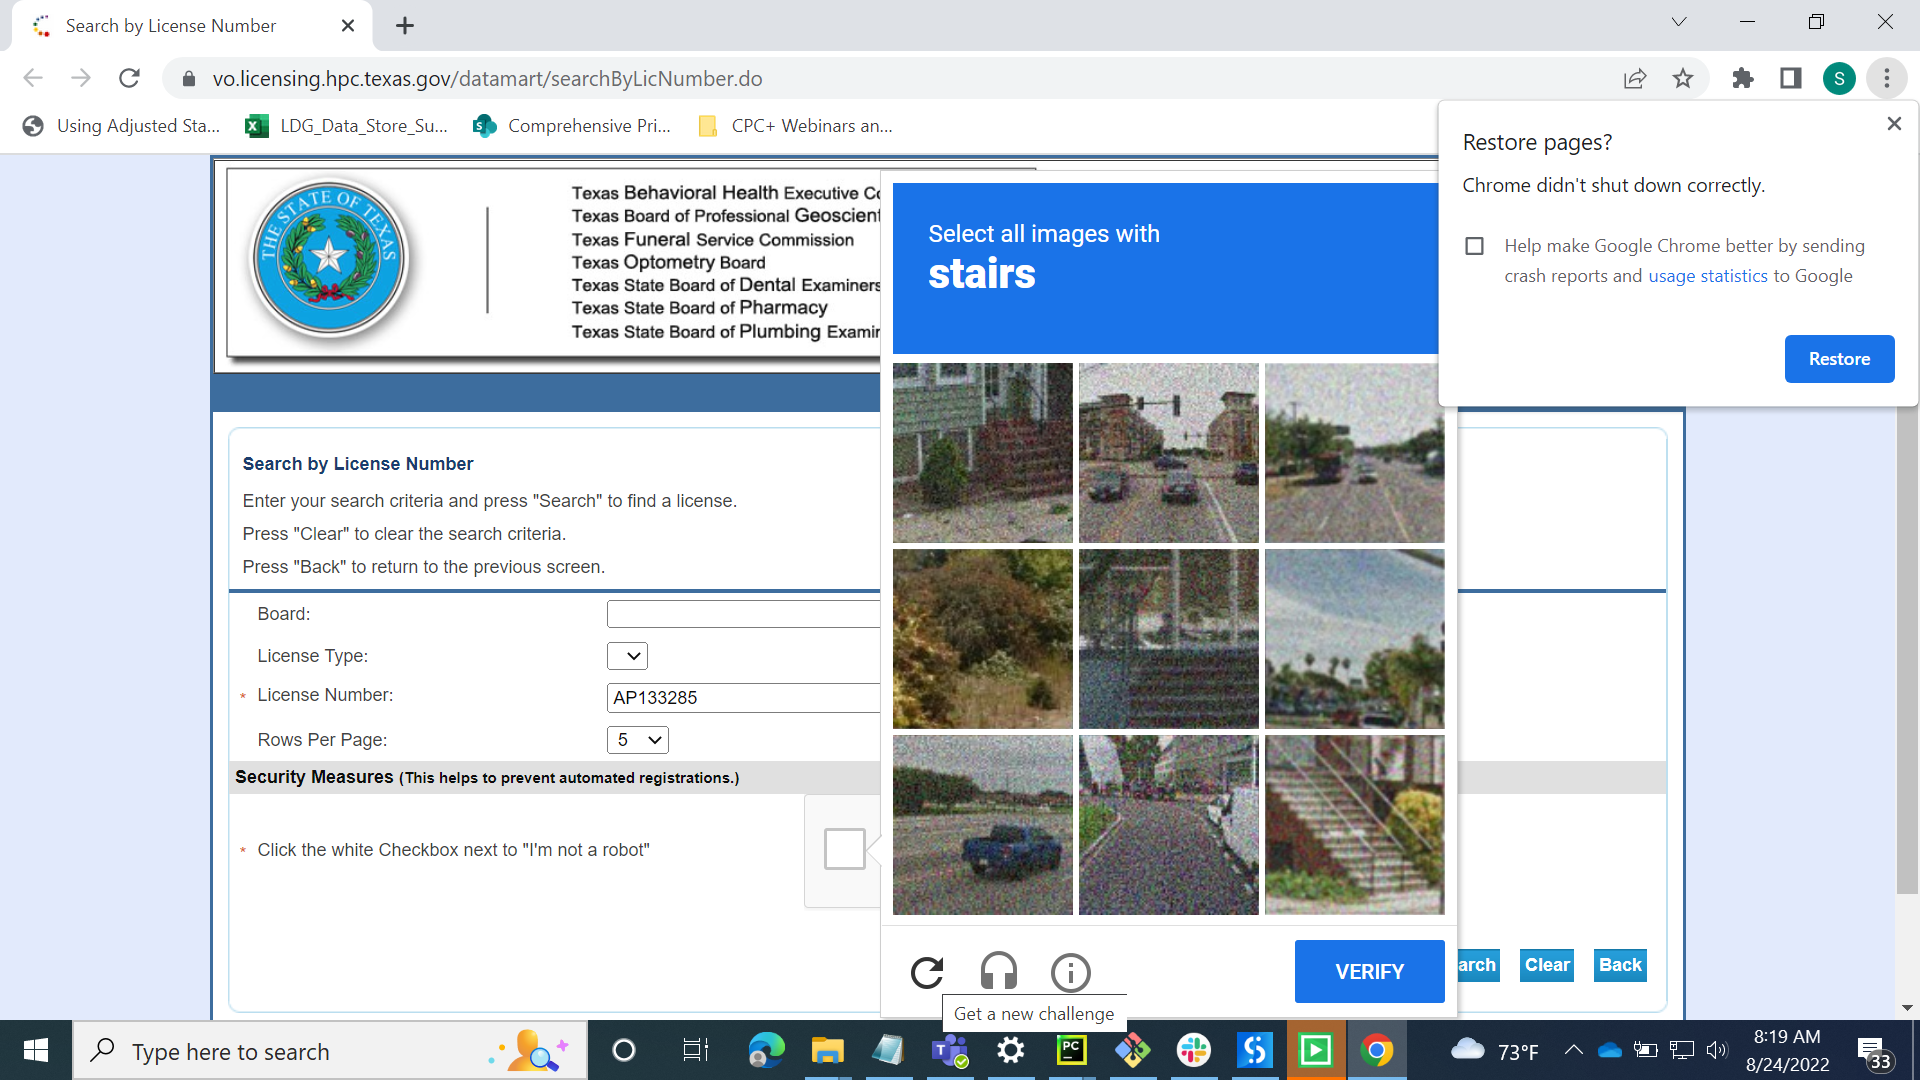 Search by License Number
vo.licensing.hpc.texas.gov/datamart/searchByLicNumber.do
S
Using Adjusted Sta...
LDG_Data_Store_Su...
Comprehensive Pri...
CPC+ Webinars an...
Restore pages?
Chrome didn't shut down correctly.
Help make Google Chrome better by sending
crash reports and usage statistics to Google
Restore
THE STATE OF TEXAS
Texas Behavioral Health Executive Co
Texas Board of Professional Geoscient
Texas Funeral Service Commission
Texas Optometry Board
Texas State Board of Dental Examiners
Texas State Board of Pharmacy
Texas State Board of Plumbing Examin
Select all images with
stairs
Search by License Number
Enter your search criteria and press "Search" to find a license.
Press "Clear" to clear the search criteria.
Press "Back" to return to the previous screen.
Board:
License Type:
* License Number: AP133285
Rows Per Page: 5
Security Measures (This helps to prevent automated registrations.)
* Click the white Checkbox next to "I'm not a robot"
VERIFY
arch
Clear
Back
Get a new challenge
Type here to search
PC
73°F
8:19 AM
8/24/2022
33